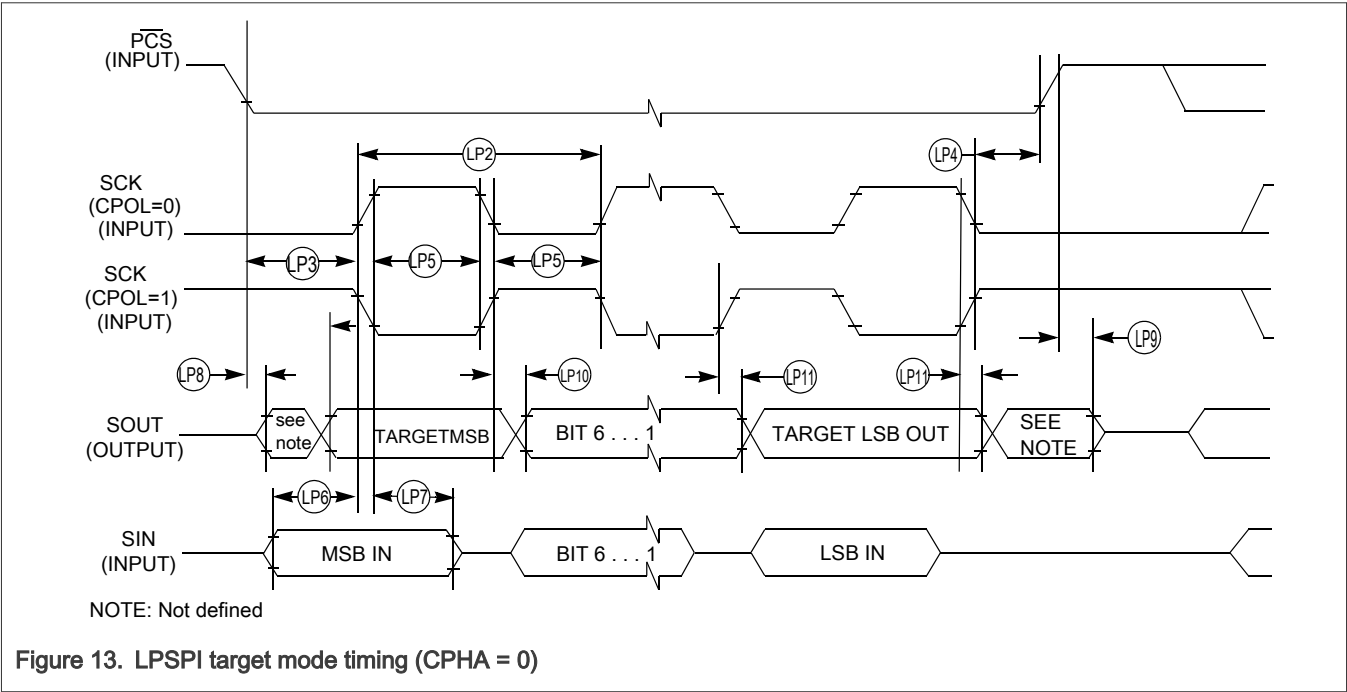 PCS
(INPUT)
LP2
LP4
SCK
(CPOL=0)
(INPUT)
LP3
LP5
LP5
SCK
(CPOL=1)
(INPUT)
LP9
LP8
LP10
LP11
LP11
SOUT
(OUTPUT)
see
note
TARGETMSB
BIT 6 . . . 1
TARGET LSB OUT
SEE
NOTE
LP6
LP7
SIN
(INPUT)
MSB IN
BIT 6 . . . 1
LSB IN
NOTE: Not defined
Figure 13. LPSPI target mode timing (CPHA = 0)